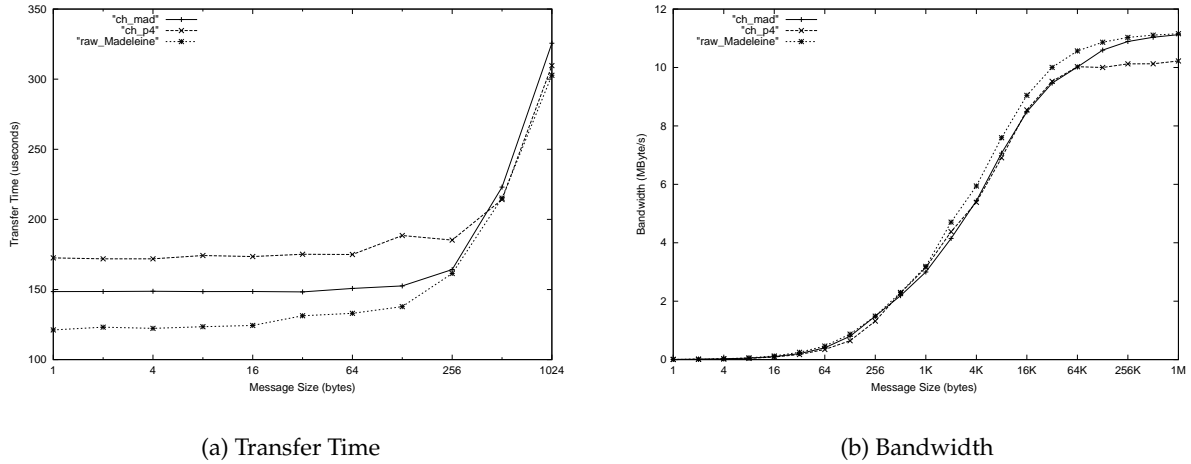 350
300
250
200
150
100
Transfer Time (useconds)
"ch_mad"
"ch_p4"
"raw_Madeleine"
1 4 16 64 256 1024
Message Size (bytes)
(a) Transfer Time
12
10
8
6
4
2
0
Bandwidth (MByte/s)
"ch_mad"
"ch_p4"
"raw_Madeleine"
1 4 16 64 256 1K 4K 16K 64K 256K 1M
Message Size (bytes)
(b) Bandwidth